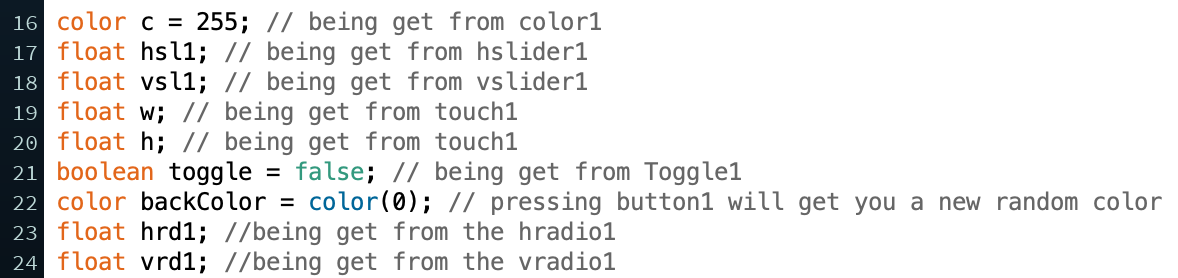 16 color c = 255; // being get from color1
17 float hsl1; // being get from hslider1
18 float vsl1; // being get from vslider1
19 float w; // being get from touch1
20 float h; // being get from touch1
21 boolean toggle = false; // being get from Toggle1
22 color backColor = color(0); // pressing button1 will get you a new random color
23 float hrd1; //being get from the hradio1
24 float vrd1; //being get from the vradio1